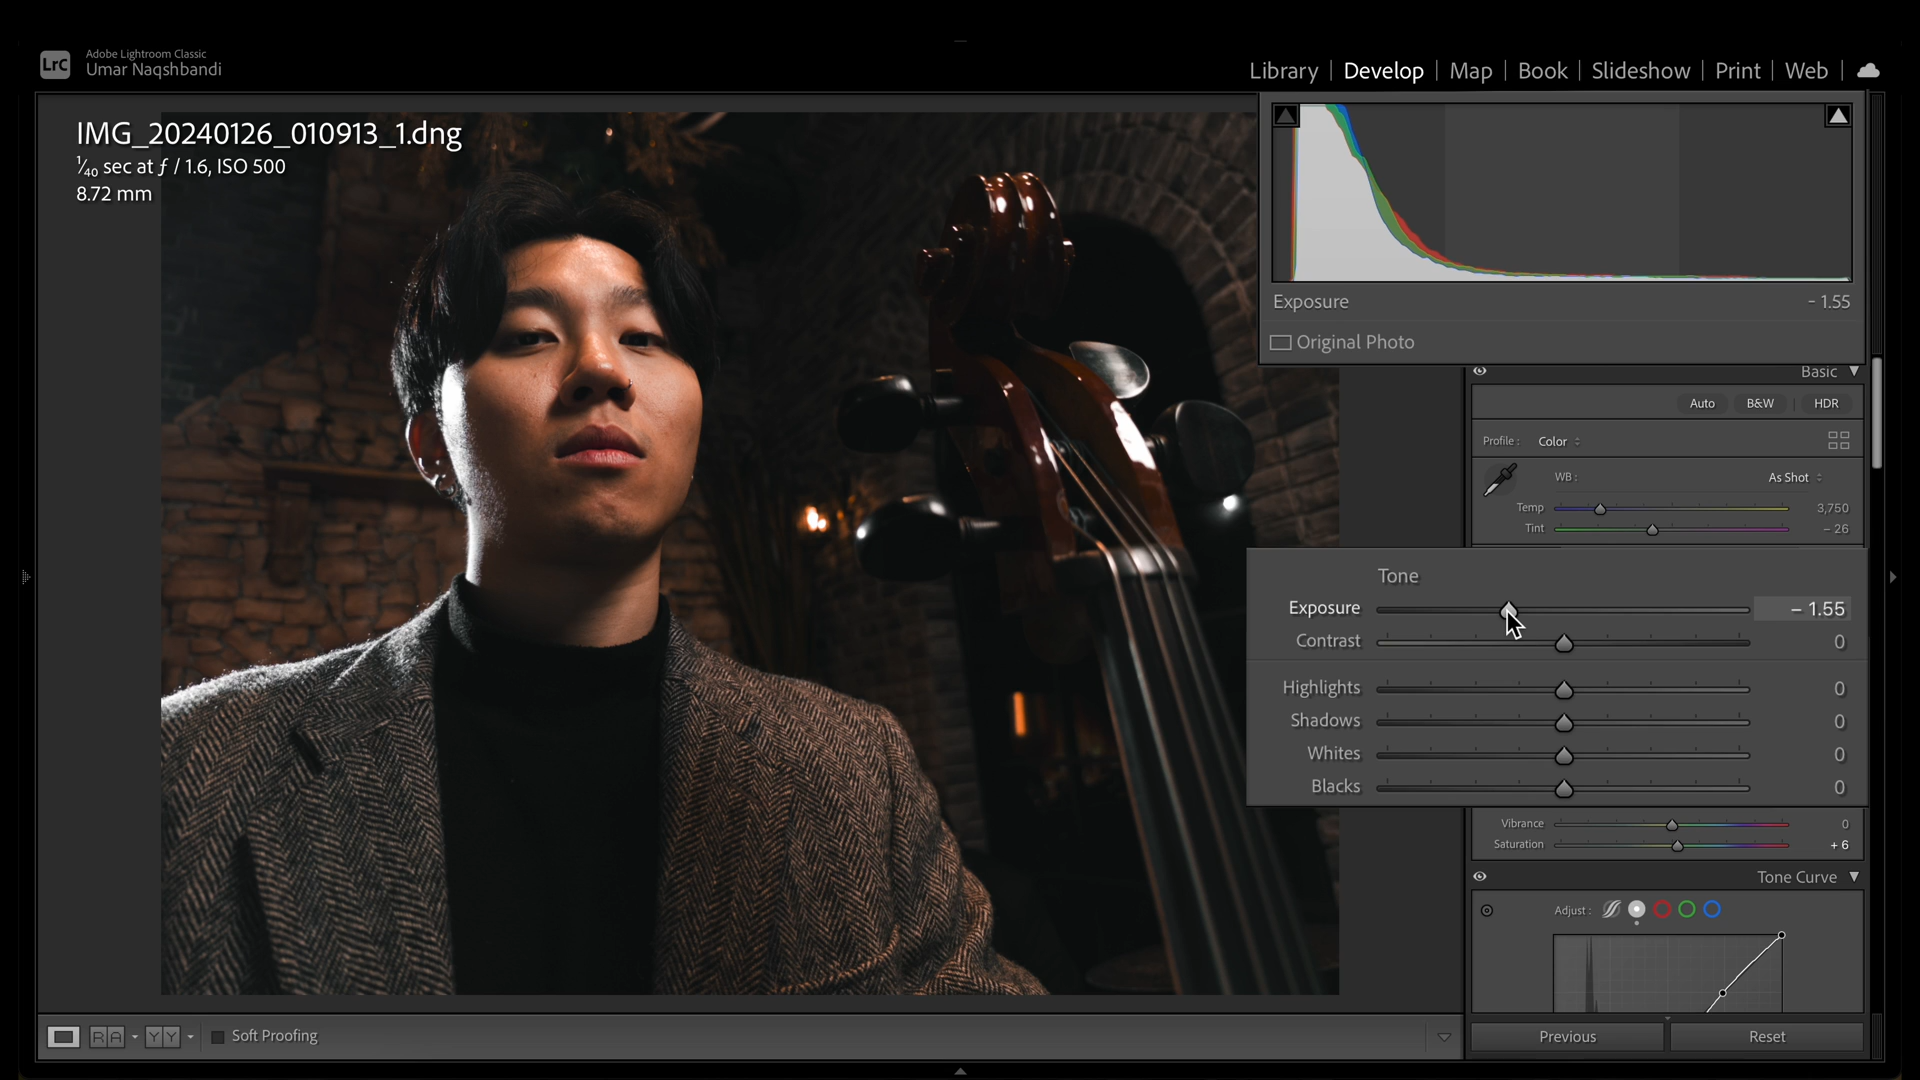 LrC
Adobe Lightroom Classic
Umar Naqshbandi
Library | Develop | Map | Book | Slideshow | Print | Web |
IMG_20240126_010913_1.dng
1/40 sec at ƒ / 1.6, ISO 500
8.72 mm
Exposure - 1.55
Original Photo
Basic
Auto B&W | HDR
Profile : Color
WB : As Shot
Temp 3,750
Tint – 26
Tone
Exposure – 1.55
Contrast 0
Highlights 0
Shadows 0
Whites 0
Blacks 0
Vibrance 0
Saturation + 6
Tone Curve
Adjust :
RA YY Soft Proofing
Previous Reset